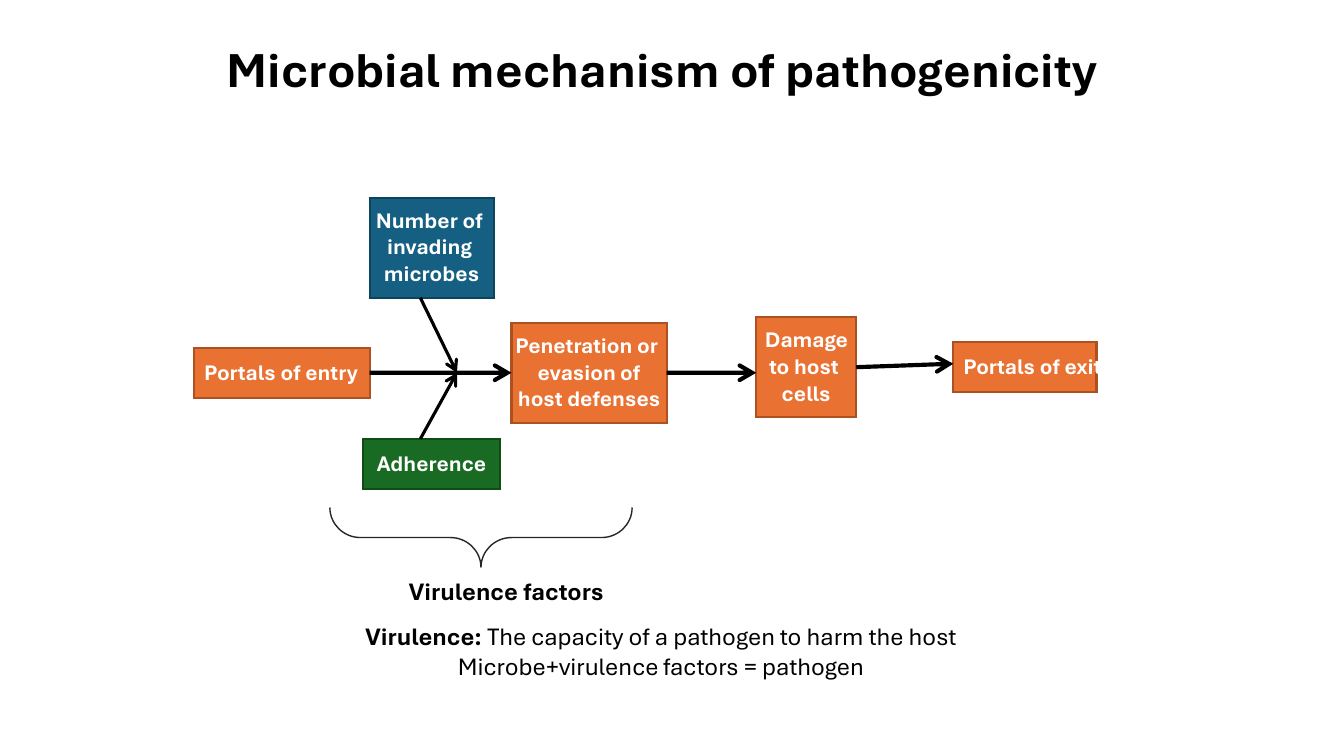 Microbial mechanism of pathogenicity
Number of
invading
microbes
Portals of entry
Penetration or
evasion of
host defenses
Damage
to host
cells
Portals of exit
Adherence
Virulence factors
Virulence: The capacity of a pathogen to harm the host
Microbe+virulence factors = pathogen